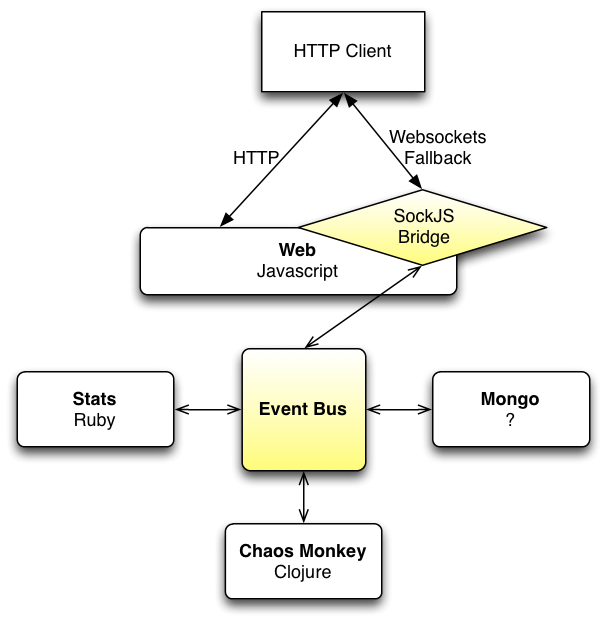 HTTP Client
Websockets
Fallback
HTTP
SockJS
Bridge
Web
Javascript
Stats
Ruby
Event Bus
Mongo
?
Chaos Monkey
Clojure